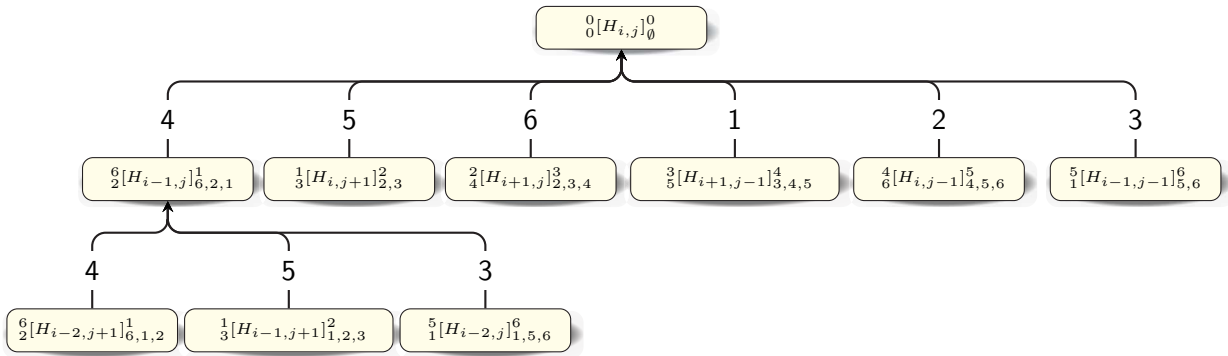 ⁰₀[H_{i,j}]⁰_∅
4 5 6 1 2 3
⁶₂[H_{i−1,j}]¹_{6,2,1} ¹₃[H_{i,j+1}]²_{2,3} ²₄[H_{i+1,j}]³_{2,3,4} ³₅[H_{i+1,j−1}]⁴_{3,4,5} ⁴₆[H_{i,j−1}]⁵_{4,5,6} ⁵₁[H_{i−1,j−1}]⁶_{5,6}
4 5 3
⁶₂[H_{i−2,j+1}]¹_{6,1,2} ¹₃[H_{i−1,j+1}]²_{1,2,3} ⁵₁[H_{i−2,j}]⁶_{1,5,6}